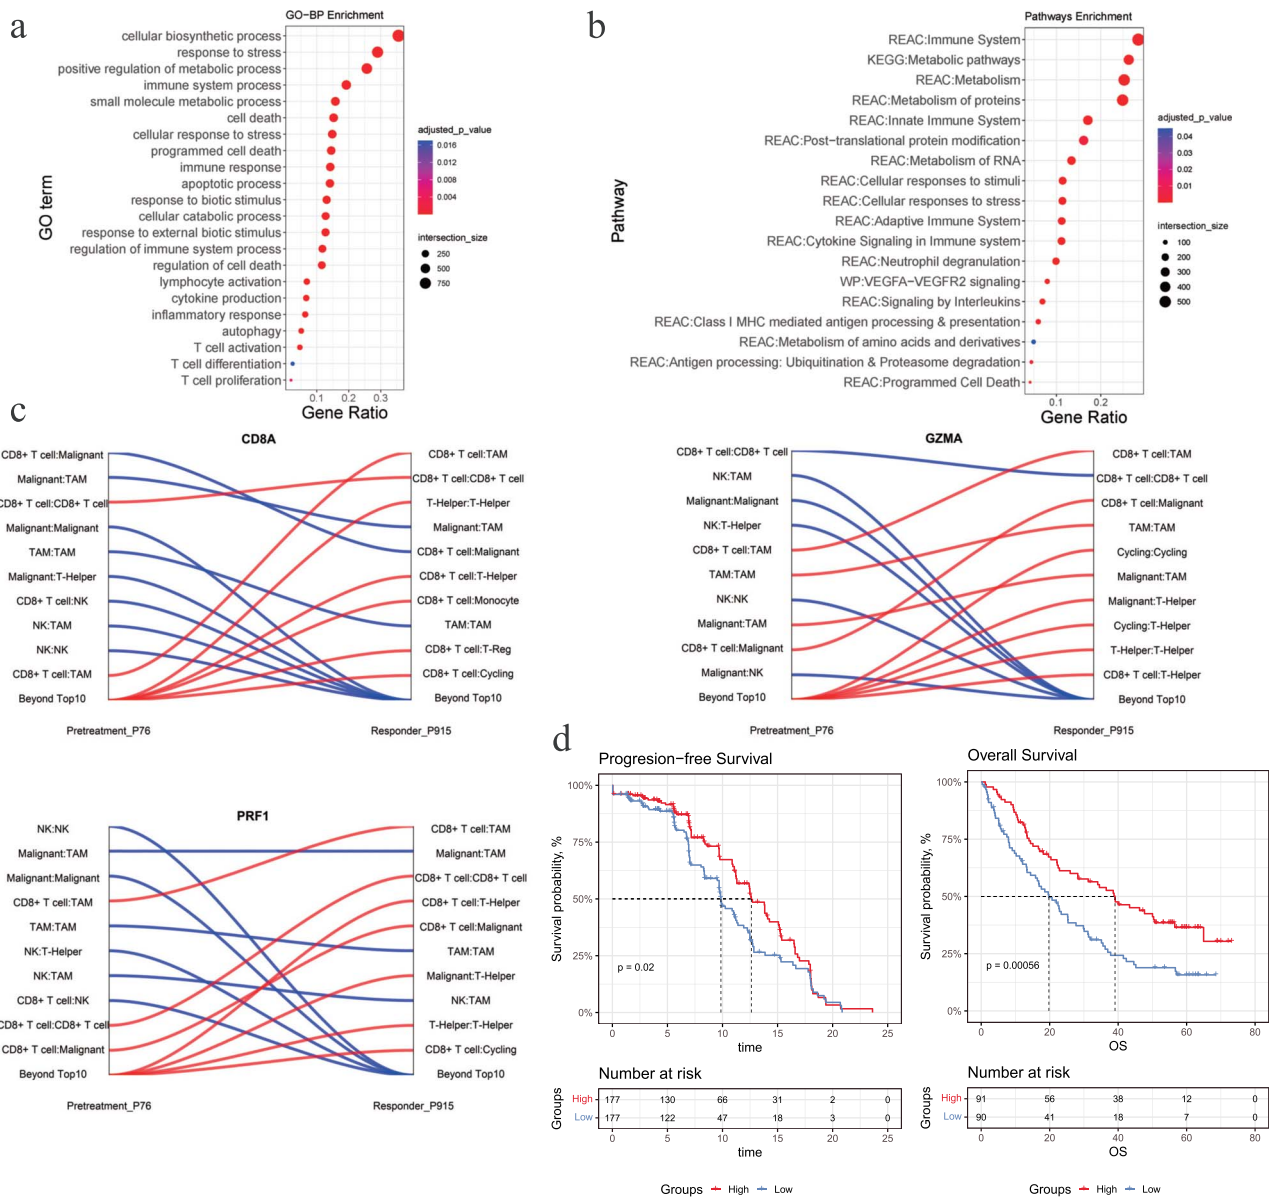 a
GO−BP Enrichment
GO term
cellular biosynthetic process
response to stress
positive regulation of metabolic process
immune system process
small molecule metabolic process
cell death
cellular response to stress
programmed cell death
immune response
apoptotic process
response to biotic stimulus
cellular catabolic process
response to external biotic stimulus
regulation of immune system process
regulation of cell death
lymphocyte activation
cytokine production
inflammatory response
autophagy
T cell activation
T cell differentiation
T cell proliferation
0.1 0.2 0.3
Gene Ratio
adjusted_p_value
0.016
0.012
0.008
0.004
intersection_size
250
500
750
b
Pathways Enrichment
Pathway
REAC:Immune System
KEGG:Metabolic pathways
REAC:Metabolism
REAC:Metabolism of proteins
REAC:Innate Immune System
REAC:Post−translational protein modification
REAC:Metabolism of RNA
REAC:Cellular responses to stimuli
REAC:Cellular responses to stress
REAC:Adaptive Immune System
REAC:Cytokine Signaling in Immune system
REAC:Neutrophil degranulation
WP:VEGFA−VEGFR2 signaling
REAC:Signaling by Interleukins
REAC:Class I MHC mediated antigen processing & presentation
REAC:Metabolism of amino acids and derivatives
REAC:Antigen processing: Ubiquitination & Proteasome degradation
REAC:Programmed Cell Death
0.1 0.2
Gene Ratio
adjusted_p_value
0.04
0.03
0.02
0.01
intersection_size
100
200
300
400
500
c
CD8A
CD8+ T cell:Malignant
Malignant:TAM
CD8+ T cell:CD8+ T cell
Malignant:Malignant
TAM:TAM
Malignant:T-Helper
CD8+ T cell:NK
NK:TAM
NK:NK
CD8+ T cell:TAM
Beyond Top10
CD8+ T cell:TAM
CD8+ T cell:CD8+ T cell
T-Helper:T-Helper
Malignant:TAM
CD8+ T cell:Malignant
CD8+ T cell:T-Helper
CD8+ T cell:Monocyte
TAM:TAM
CD8+ T cell:T-Reg
CD8+ T cell:Cycling
Beyond Top10
Pretreatment_P76
Responder_P915
GZMA
CD8+ T cell:CD8+ T cell
NK:TAM
Malignant:Malignant
NK:T-Helper
CD8+ T cell:TAM
TAM:TAM
NK:NK
Malignant:TAM
CD8+ T cell:Malignant
Malignant:NK
Beyond Top10
CD8+ T cell:TAM
CD8+ T cell:CD8+ T cell
CD8+ T cell:Malignant
TAM:TAM
Cycling:Cycling
Malignant:TAM
Malignant:T-Helper
Cycling:T-Helper
T-Helper:T-Helper
CD8+ T cell:T-Helper
Beyond Top10
Pretreatment_P76
Responder_P915
PRF1
NK:NK
Malignant:TAM
Malignant:Malignant
CD8+ T cell:TAM
TAM:TAM
NK:T-Helper
NK:TAM
CD8+ T cell:NK
CD8+ T cell:CD8+ T cell
CD8+ T cell:Malignant
Beyond Top10
CD8+ T cell:TAM
Malignant:TAM
CD8+ T cell:CD8+ T cell
CD8+ T cell:T-Helper
CD8+ T cell:Malignant
TAM:TAM
Malignant:T-Helper
NK:TAM
T-Helper:T-Helper
CD8+ T cell:Cycling
Beyond Top10
Pretreatment_P76
Responder_P915
d
Progresion−free Survival
Survival probability, %
100%
75%
50%
25%
0%
p = 0.02
0 5 10 15 20 25
time
Number at risk
Groups
High 177 130 66 31 2 0
Low 177 122 47 18 3 0
0 5 10 15 20 25
time
Groups High Low
Overall Survival
Survival probability, %
100%
75%
50%
25%
0%
p = 0.00056
0 20 40 60 80
OS
Number at risk
Groups
High 91 56 38 12 0
Low 90 41 18 7 0
0 20 40 60 80
OS
Groups High Low